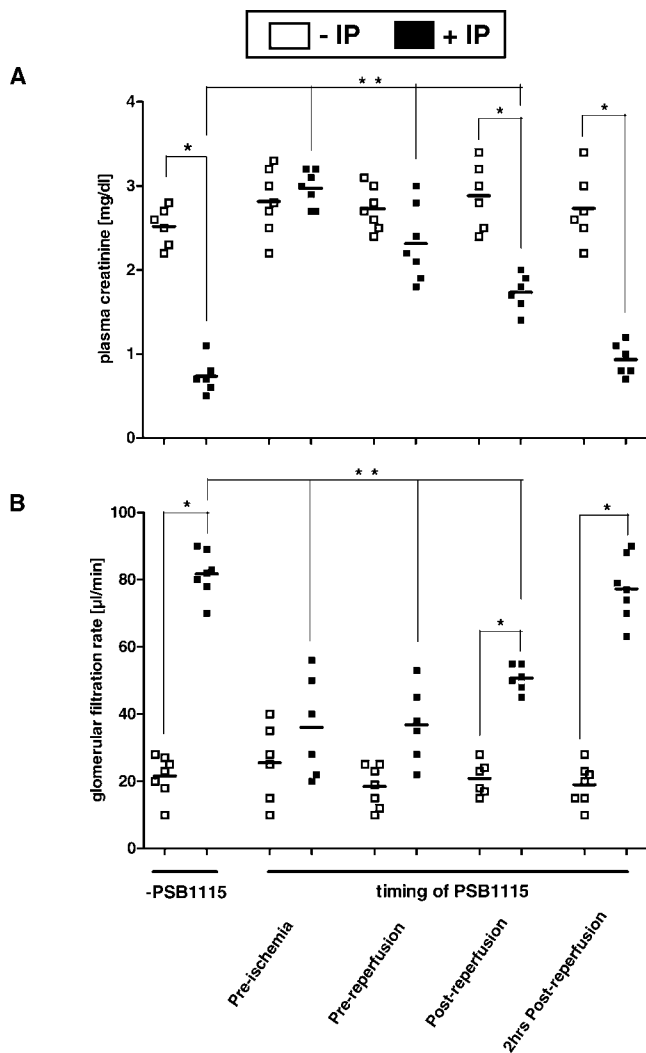 - IP + IP
A
* *
4
*
*
*
3
plasma creatinine [mg/dl]
2
1
0
B
* *
*
*
100
80
glomerular filtration rate [µl/min]
*
60
40
20
0
-PSB1115
timing of PSB1115
Pre-ischemia
Pre-reperfusion
Post-reperfusion
2hrs Post-reperfusion